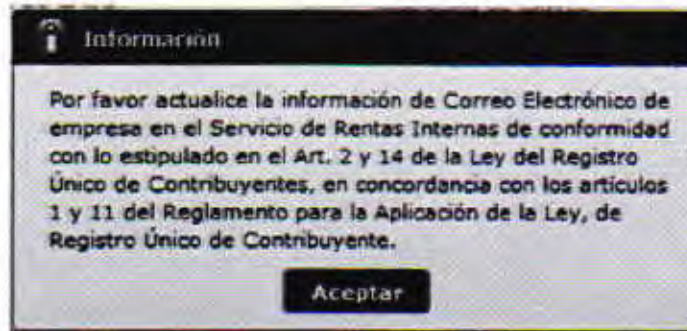 Información
Por favor actualice la información de Correo Electrónico de
empresa en el Servicio de Rentas Internas de conformidad
con lo estipulado en el Art. 2 y 14 de la Ley del Registro
Único de Contribuyentes, en concordancia con los artículos
1 y 11 del Reglamento para la Aplicación de la Ley, de
Registro Único de Contribuyente.
Aceptar